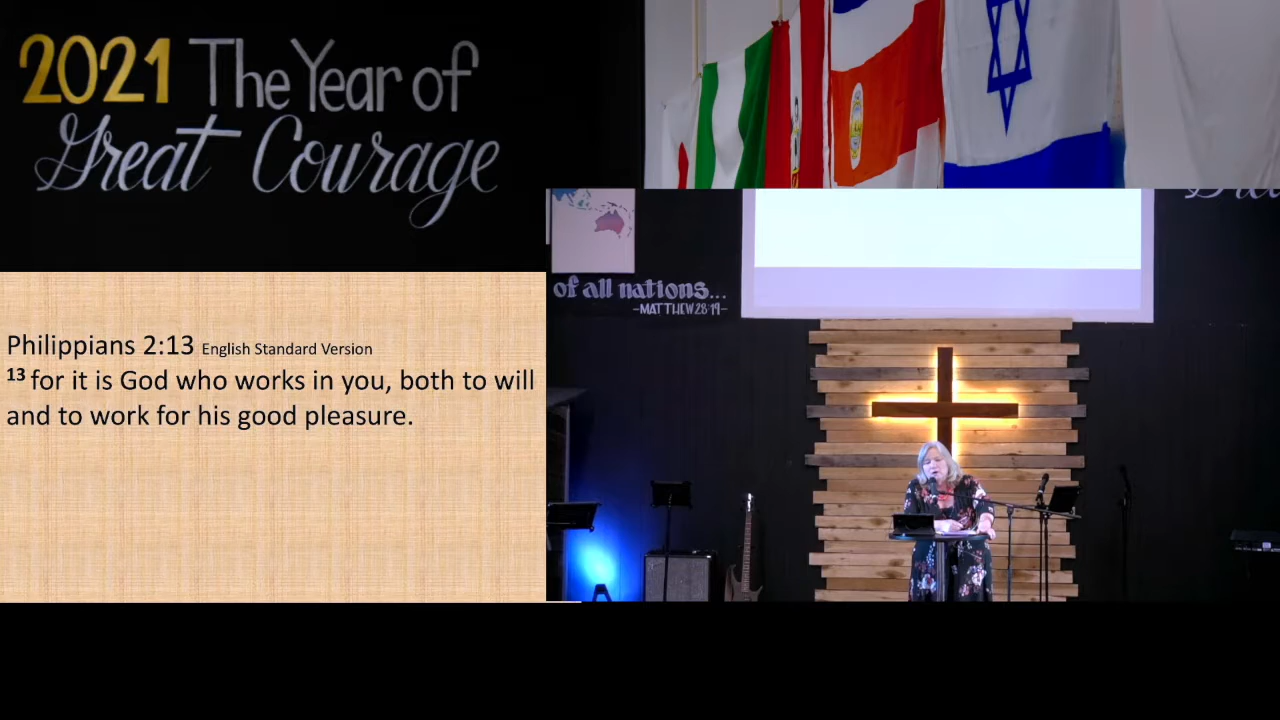 2021 The Year of
Great Courage
of all nations...
-MATTHEW 28:19-
Philippians 2:13 English Standard Version
13 for it is God who works in you, both to will
and to work for his good pleasure.